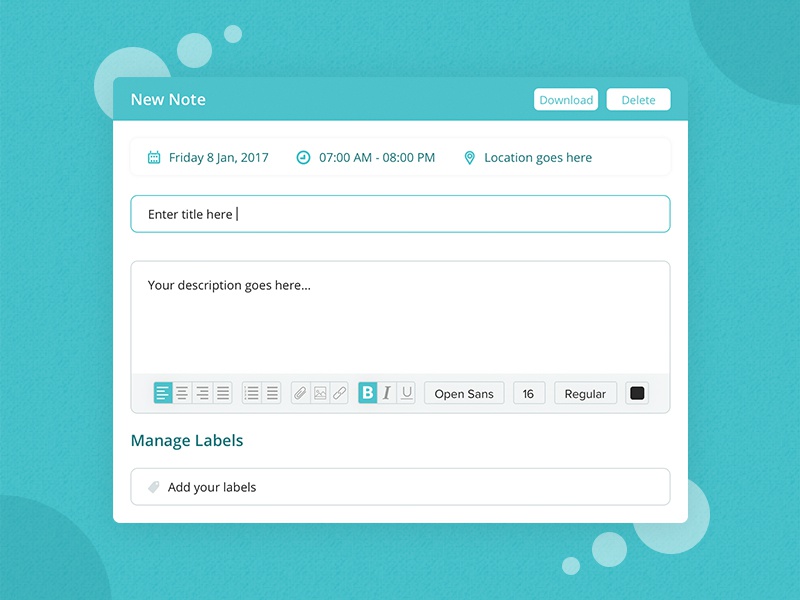 New Note
Download
Delete
Friday 8 Jan, 2017
07:00 AM - 08:00 PM
Location goes here
Enter title here
Your description goes here...
B I U
Open Sans
16
Regular
Manage Labels
Add your labels